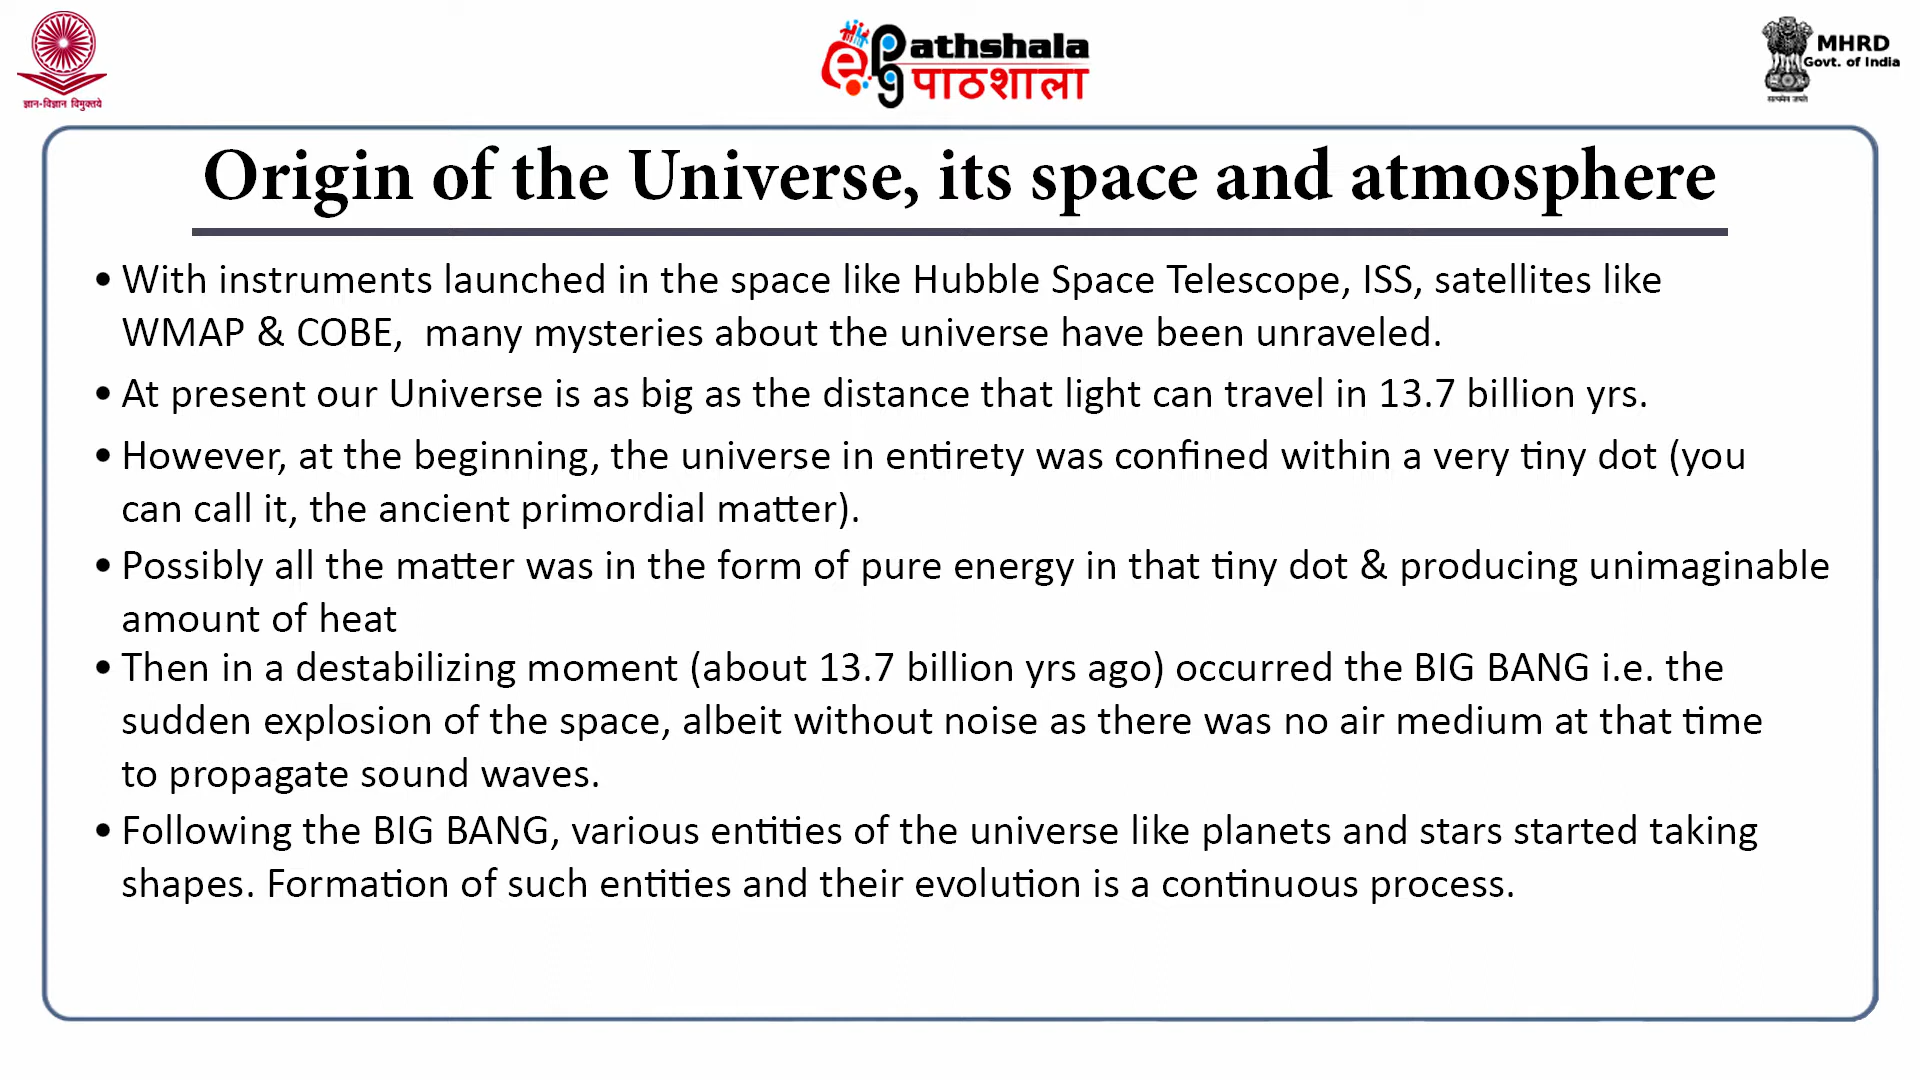 ज्ञान-विज्ञान विमुक्तये
e Pg athshala
पाठशाला
MHRD
Govt. of India
सत्यमेव जयते
Origin of the Universe, its space and atmosphere
• With instruments launched in the space like Hubble Space Telescope, ISS, satellites like
WMAP & COBE,  many mysteries about the universe have been unraveled.
• At present our Universe is as big as the distance that light can travel in 13.7 billion yrs.
• However, at the beginning, the universe in entirety was confined within a very tiny dot (you
can call it, the ancient primordial matter).
• Possibly all the matter was in the form of pure energy in that tiny dot & producing unimaginable
amount of heat
• Then in a destabilizing moment (about 13.7 billion yrs ago) occurred the BIG BANG i.e. the
sudden explosion of the space, albeit without noise as there was no air medium at that time
to propagate sound waves.
• Following the BIG BANG, various entities of the universe like planets and stars started taking
shapes. Formation of such entities and their evolution is a continuous process.